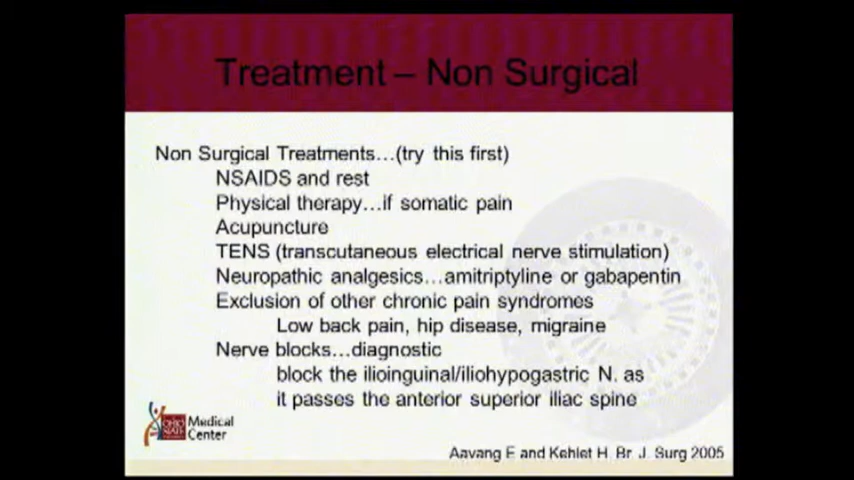 Treatment – Non Surgical
Non Surgical Treatments…(try this first)
NSAIDS and rest
Physical therapy…if somatic pain
Acupuncture
TENS (transcutaneous electrical nerve stimulation)
Neuropathic analgesics…amitriptyline or gabapentin
Exclusion of other chronic pain syndromes
Low back pain, hip disease, migraine
Nerve blocks…diagnostic
block the ilioinguinal/iliohypogastric N. as
it passes the anterior superior iliac spine
OHIO
STATE
Medical
Center
Aavang E and Kehlet H. Br. J. Surg 2005